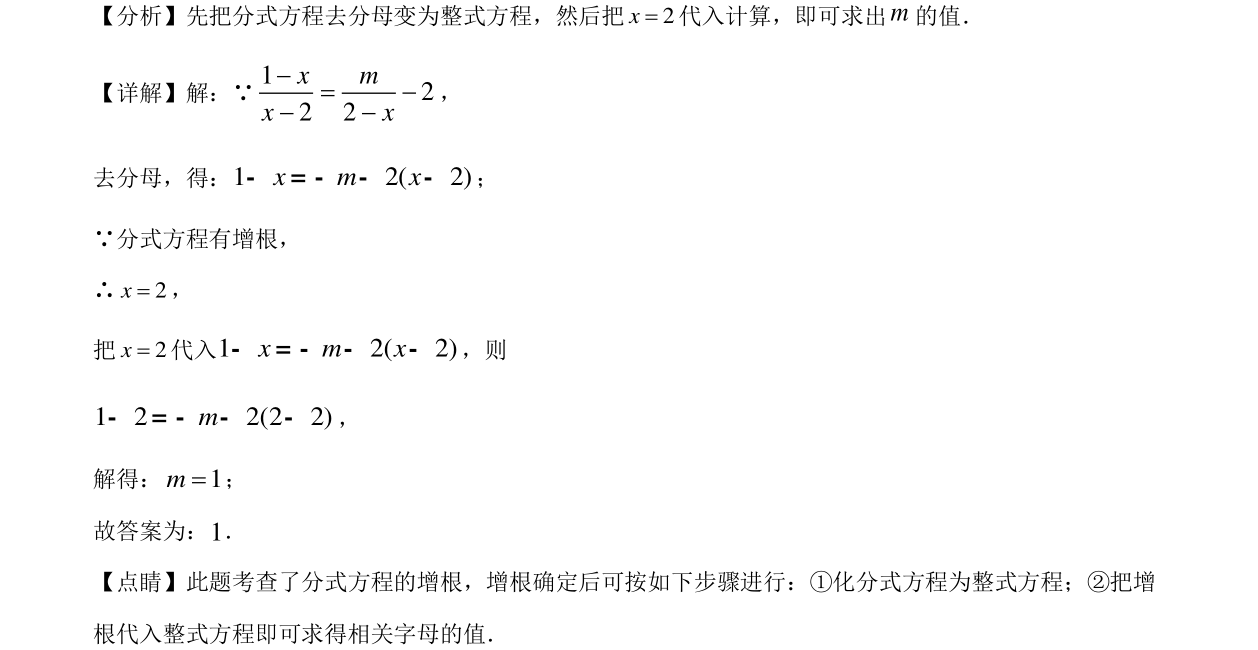 【分析】先把分式方程去分母变为整式方程，然后把 x = 2 代入计算，即可求出 m 的值．
【详解】解：∵ \frac{1-x}{x-2} = \frac{m}{2-x} - 2，
去分母，得：1- x = - m- 2(x- 2)；
∵分式方程有增根，
∴ x = 2，
把 x = 2 代入1- x = - m- 2(x- 2)，则
1- 2 = - m- 2(2- 2)，
解得：m = 1；
故答案为：1．
【点睛】此题考查了分式方程的增根，增根确定后可按如下步骤进行：①化分式方程为整式方程；②把增
根代入整式方程即可求得相关字母的值．